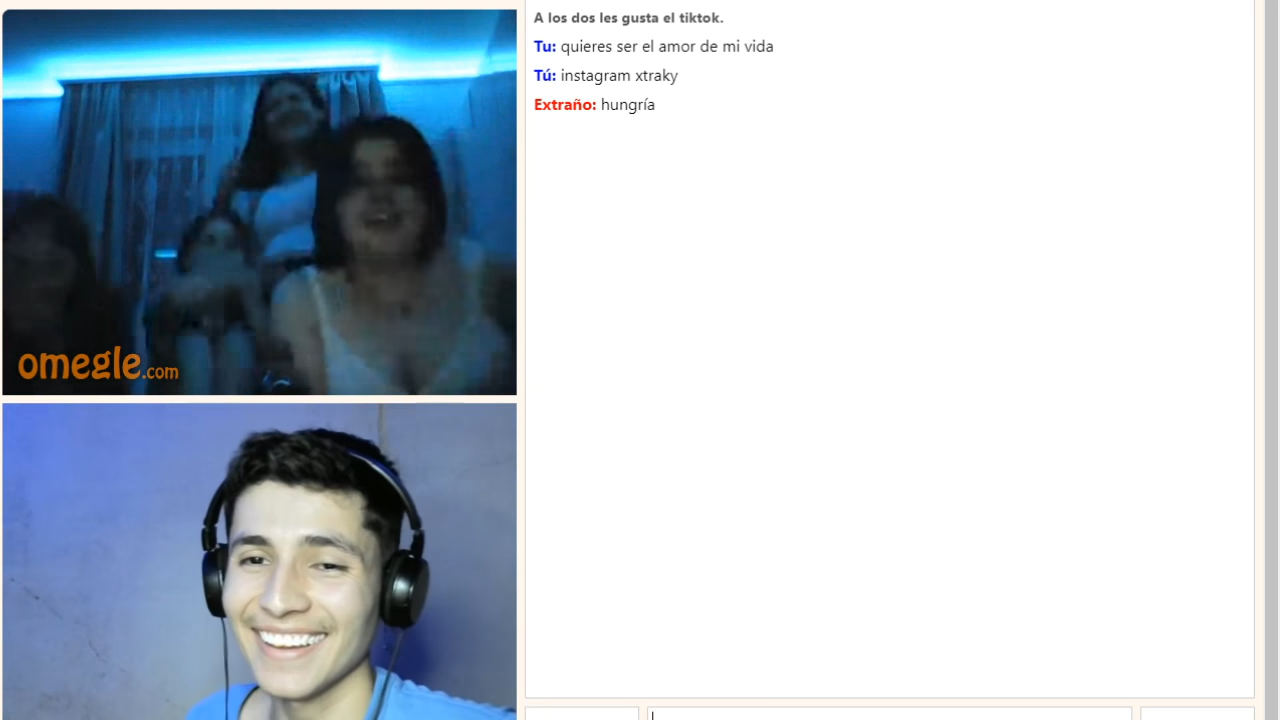 A los dos les gusta el tiktok.
Tu: quieres ser el amor de mi vida
Tú: instagram xtraky
Extraño: hungría
omegle.com